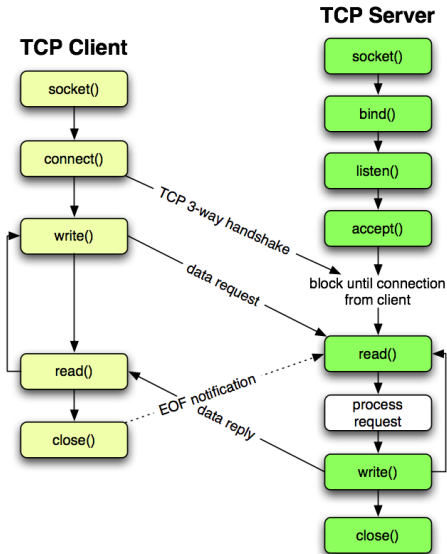 TCP Client
socket()
connect()
write()
read()
close()
TCP 3-way handshake
data request
EOF notification
data reply
TCP Server
socket()
bind()
listen()
accept()
block until connection
from client
read()
process
request
write()
close()